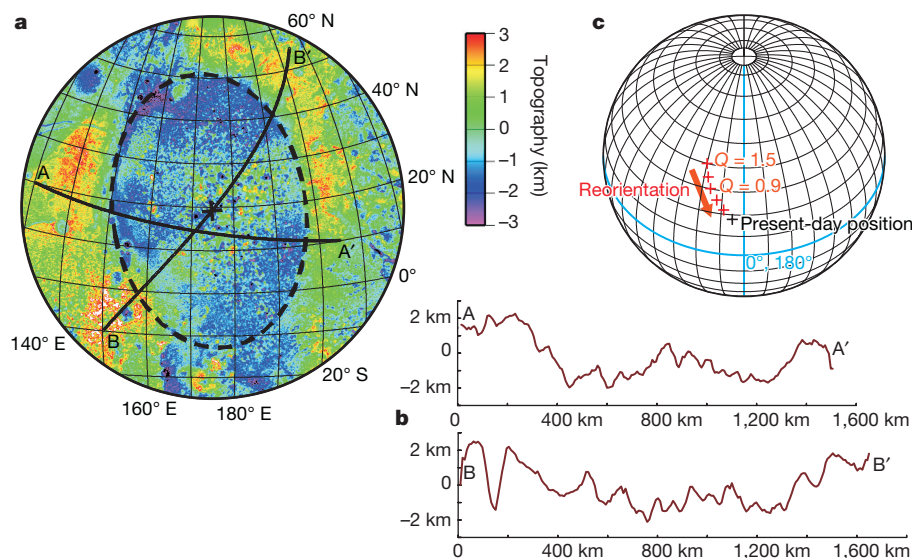 a
60° N
B′
40° N
A
20° N
A′
0°
B
140° E
20° S
160° E
180° E
3
2
1
0
−1
−2
−3
Topography (km)
c
Q = 1.5
Reorientation
Q = 0.9
Present-day position
0°, 180°
2 km
A
0
A′
−2 km
0 400 km 800 km 1,200 km 1,600 km
b
2 km
B
B′
0
−2 km
0 400 km 800 km 1,200 km 1,600 km